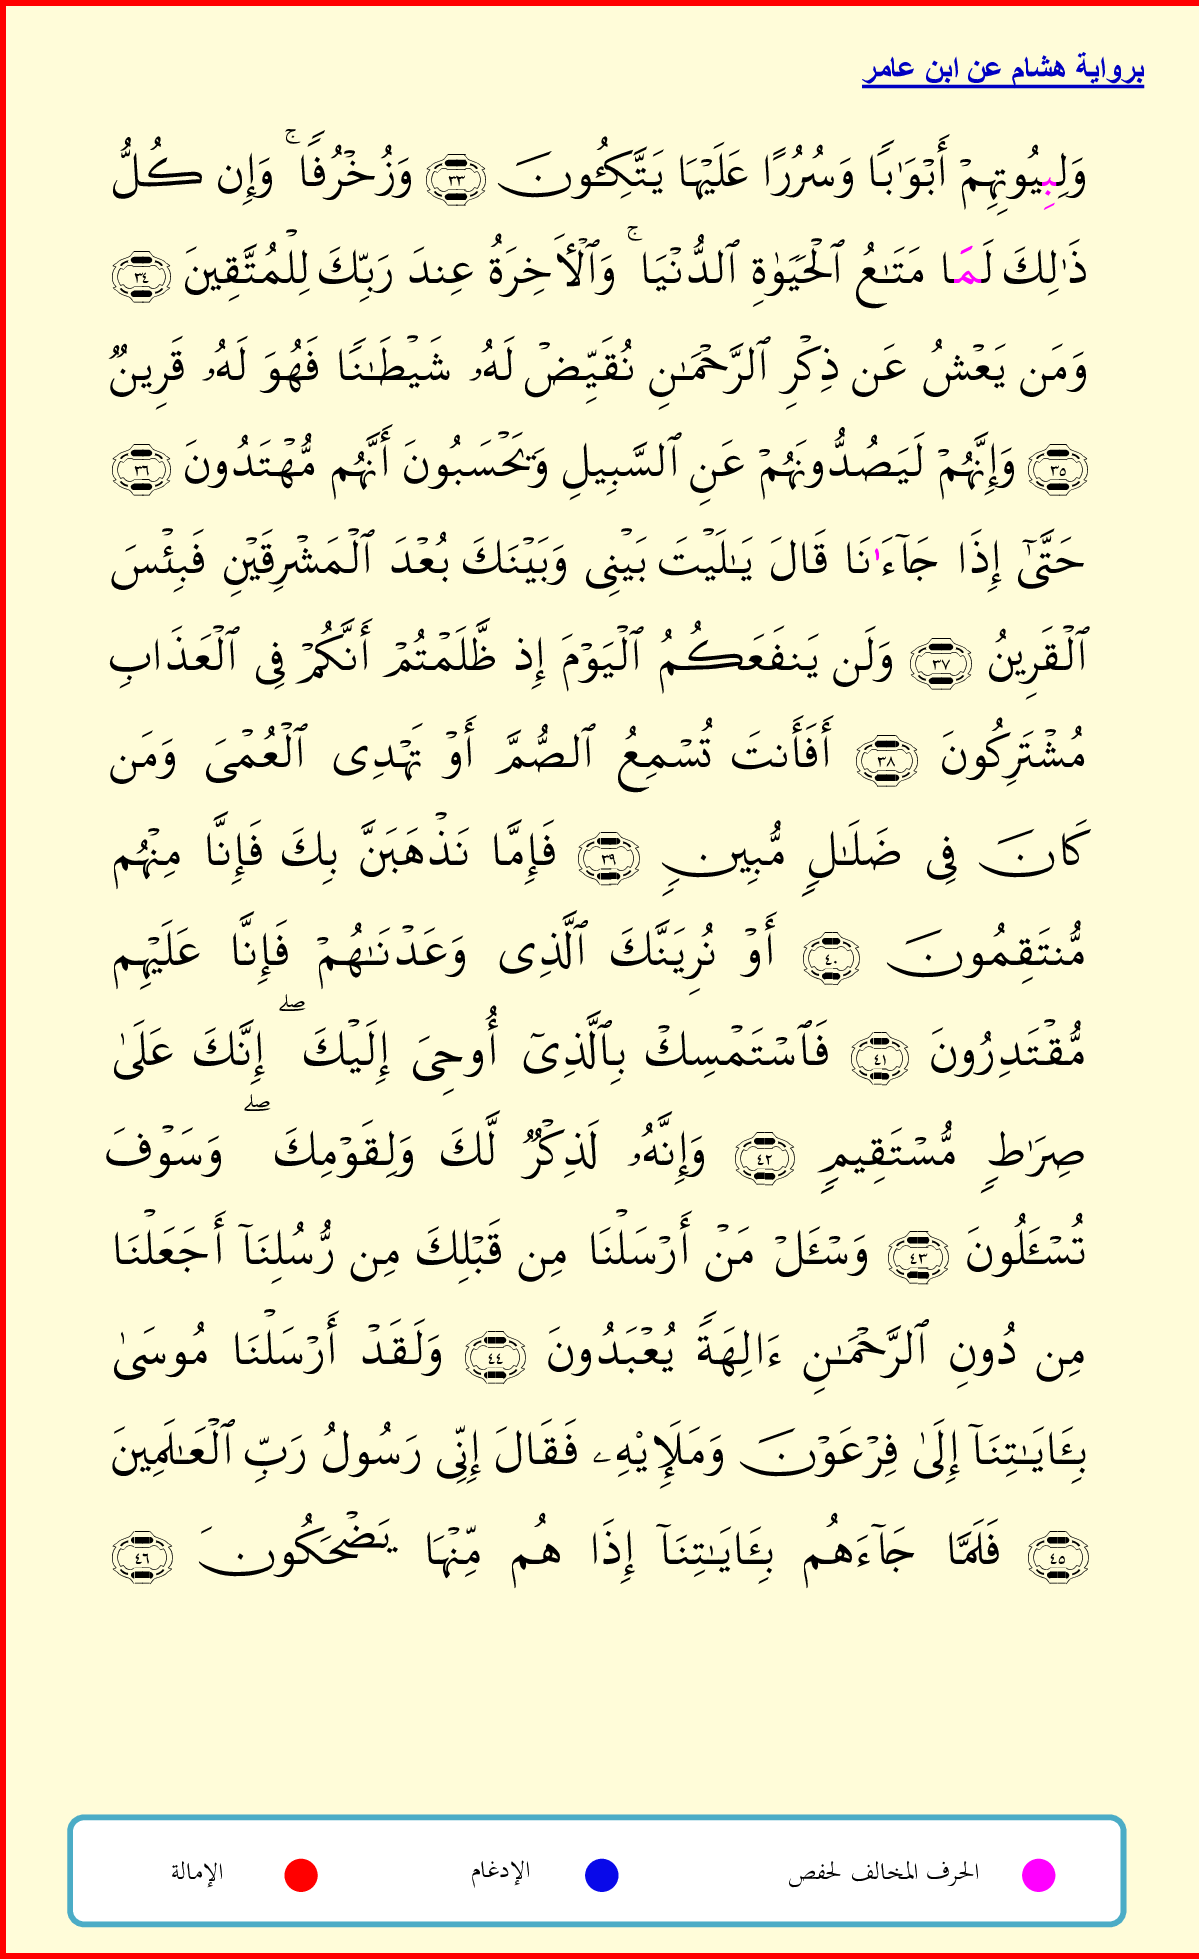 برواية هشام عن ابن عامر
وَلِبِيُوتِهِمْ أَبْوَٰبًا وَسُرُرًا عَلَيْهَا يَتَّكِـُٔونَ ٣٣ وَزُخْرُفًا ۚ وَإِن كُلُّ
ذَٰلِكَ لَمَا مَتَـٰعُ ٱلْحَيَوٰةِ ٱلدُّنْيَا ۚ وَٱلْـَٔاخِرَةُ عِندَ رَبِّكَ لِلْمُتَّقِينَ ٣٤
وَمَن يَعْشُ عَن ذِكْرِ ٱلرَّحْمَـٰنِ نُقَيِّضْ لَهُۥ شَيْطَـٰنًا فَهُوَ لَهُۥ قَرِينٌ
٣٥ وَإِنَّهُمْ لَيَصُدُّونَهُمْ عَنِ ٱلسَّبِيلِ وَيَحْسَبُونَ أَنَّهُم مُّهْتَدُونَ ٣٦
حَتَّىٰٓ إِذَا جَآءَٰنَا قَالَ يَـٰلَيْتَ بَيْنِى وَبَيْنَكَ بُعْدَ ٱلْمَشْرِقَيْنِ فَبِئْسَ
ٱلْقَرِينُ ٣٧ وَلَن يَنفَعَكُمُ ٱلْيَوْمَ إِذ ظَّلَمْتُمْ أَنَّكُمْ فِى ٱلْعَذَابِ
مُشْتَرِكُونَ ٣٨ أَفَأَنتَ تُسْمِعُ ٱلصُّمَّ أَوْ تَهْدِى ٱلْعُمْىَ وَمَن
كَانَ فِى ضَلَـٰلٍ مُّبِينٍ ٣٩ فَإِمَّا نَذْهَبَنَّ بِكَ فَإِنَّا مِنْهُم
مُّنتَقِمُونَ ٤٠ أَوْ نُرِيَنَّكَ ٱلَّذِى وَعَدْنَـٰهُمْ فَإِنَّا عَلَيْهِم
مُّقْتَدِرُونَ ٤١ فَٱسْتَمْسِكْ بِٱلَّذِىٓ أُوحِىَ إِلَيْكَ ۖ إِنَّكَ عَلَىٰ
صِرَٰطٍ مُّسْتَقِيمٍ ٤٢ وَإِنَّهُۥ لَذِكْرٌ لَّكَ وَلِقَوْمِكَ ۖ وَسَوْفَ
تُسْـَٔلُونَ ٤٣ وَسْـَٔلْ مَنْ أَرْسَلْنَا مِن قَبْلِكَ مِن رُّسُلِنَآ أَجَعَلْنَا
مِن دُونِ ٱلرَّحْمَـٰنِ ءَالِهَةً يُعْبَدُونَ ٤٤ وَلَقَدْ أَرْسَلْنَا مُوسَىٰ
بِـَٔايَـٰتِنَآ إِلَىٰ فِرْعَوْنَ وَمَلَإِي۟هِۦ فَقَالَ إِنِّى رَسُولُ رَبِّ ٱلْعَـٰلَمِينَ
٤٥ فَلَمَّا جَآءَهُم بِـَٔايَـٰتِنَآ إِذَا هُم مِّنْهَا يَضْحَكُونَ ٤٦
الحرف المخالف لحفص الإدغام الإمالة